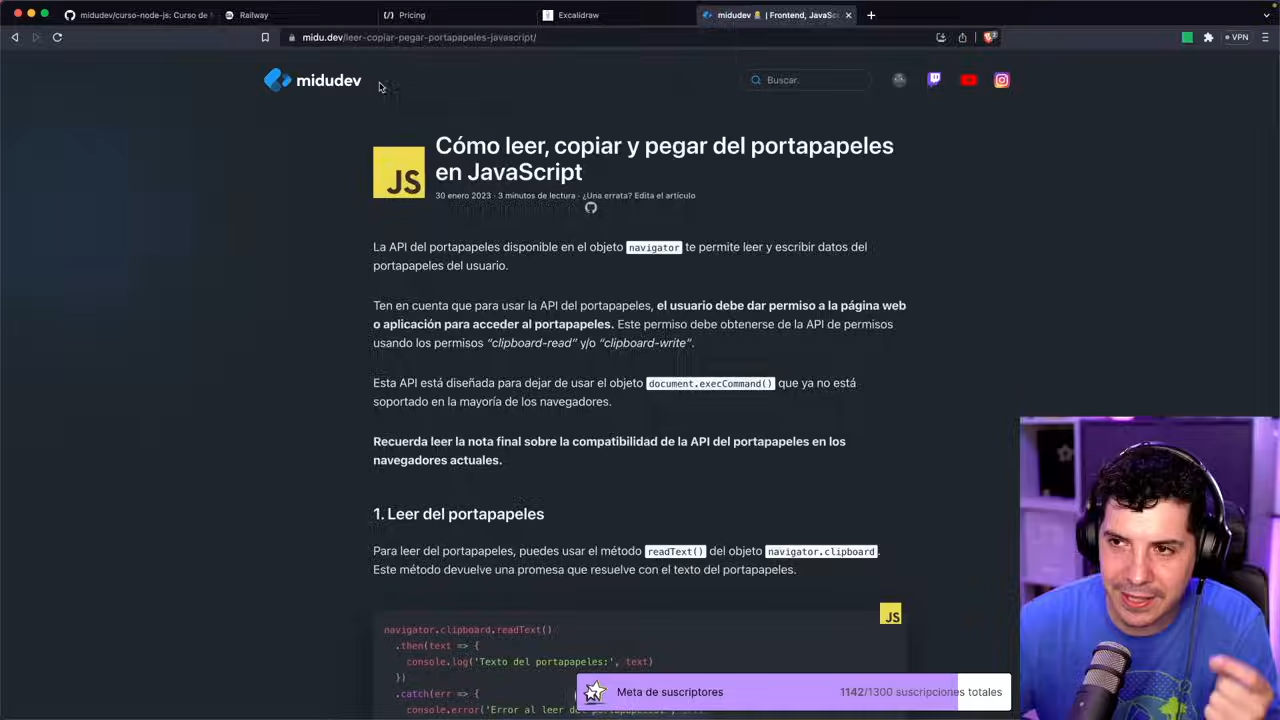 midudev/curso-node-js: Curso de
Railway
Pricing
Excalidraw
midudev | Frontend, JavaSc
midu.dev/leer-copiar-pegar-portapapeles-javascript/
VPN
midudev
Buscar.
Cómo leer, copiar y pegar del portapapeles
en JavaScript
JS
30 enero 2023 · 3 minutos de lectura · ¿Una errata? Edita el artículo
La API del portapapeles disponible en el objeto navigator te permite leer y escribir datos del
portapapeles del usuario.
Ten en cuenta que para usar la API del portapapeles, el usuario debe dar permiso a la página web
o aplicación para acceder al portapapeles. Este permiso debe obtenerse de la API de permisos
usando los permisos “clipboard-read” y/o “clipboard-write”.
Esta API está diseñada para dejar de usar el objeto document.execCommand() que ya no está
soportado en la mayoría de los navegadores.
Recuerda leer la nota final sobre la compatibilidad de la API del portapapeles en los
navegadores actuales.
1. Leer del portapapeles
Para leer del portapapeles, puedes usar el método readText() del objeto navigator.clipboard.
Este método devuelve una promesa que resuelve con el texto del portapapeles.
JS
navigator.clipboard.readText()
.then(text => {
console.log('Texto del portapapeles:', text)
})
.catch(err => {
console.error('Error al leer del portapapeles:'
Meta de suscriptores
1142/1300 suscripciones totales